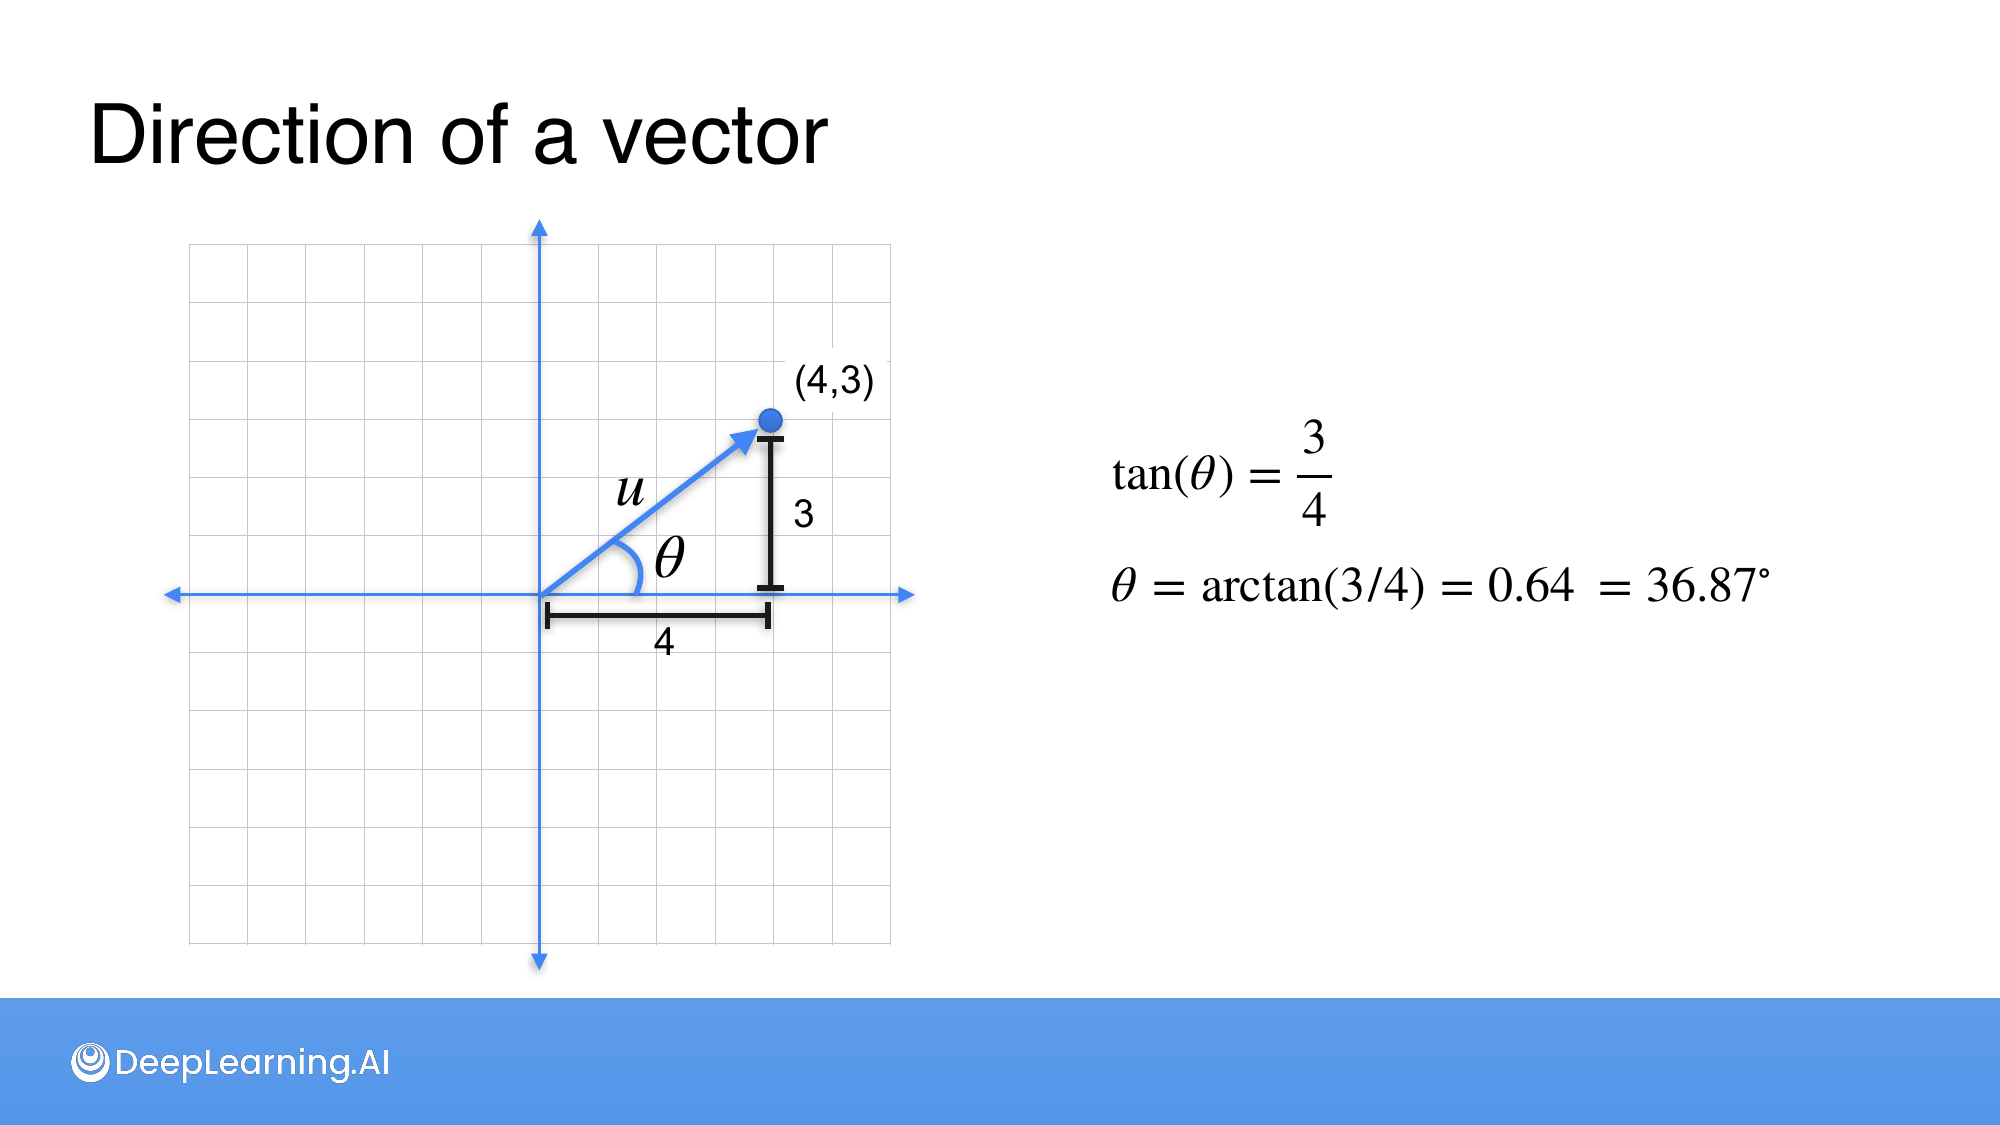 Direction of a vector
(4,3)
u
θ
3
4
tan(θ) = 3/4
θ = arctan(3/4) = 0.64 = 36.87°
DeepLearning.AI